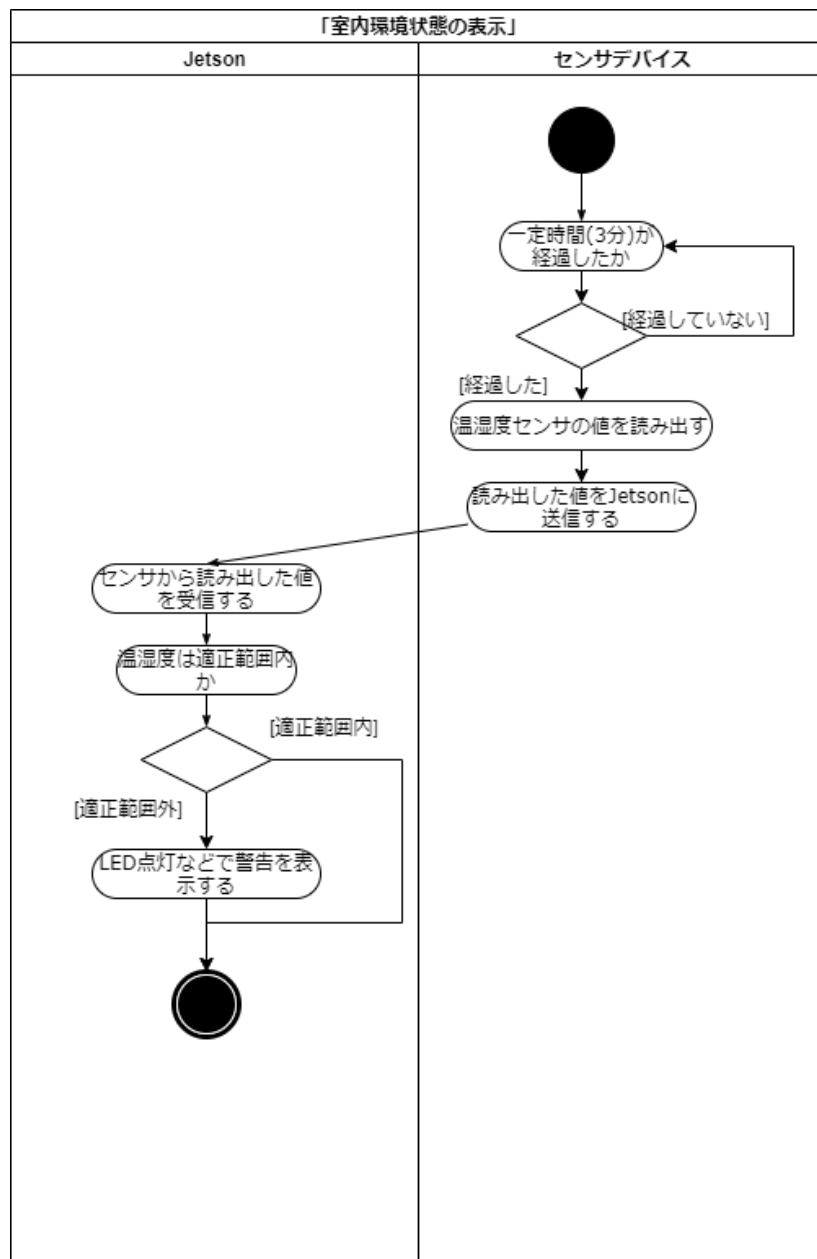 「室内環境状態の表示」
Jetson
センサデバイス
一定時間(3分)が
経過したか
[経過していない]
[経過した]
温湿度センサの値を読み出す
読み出した値をJetsonに
送信する
センサから読み出した値
を受信する
温湿度は適正範囲内
か
[適正範囲内]
[適正範囲外]
LED点灯などで警告を表
示する